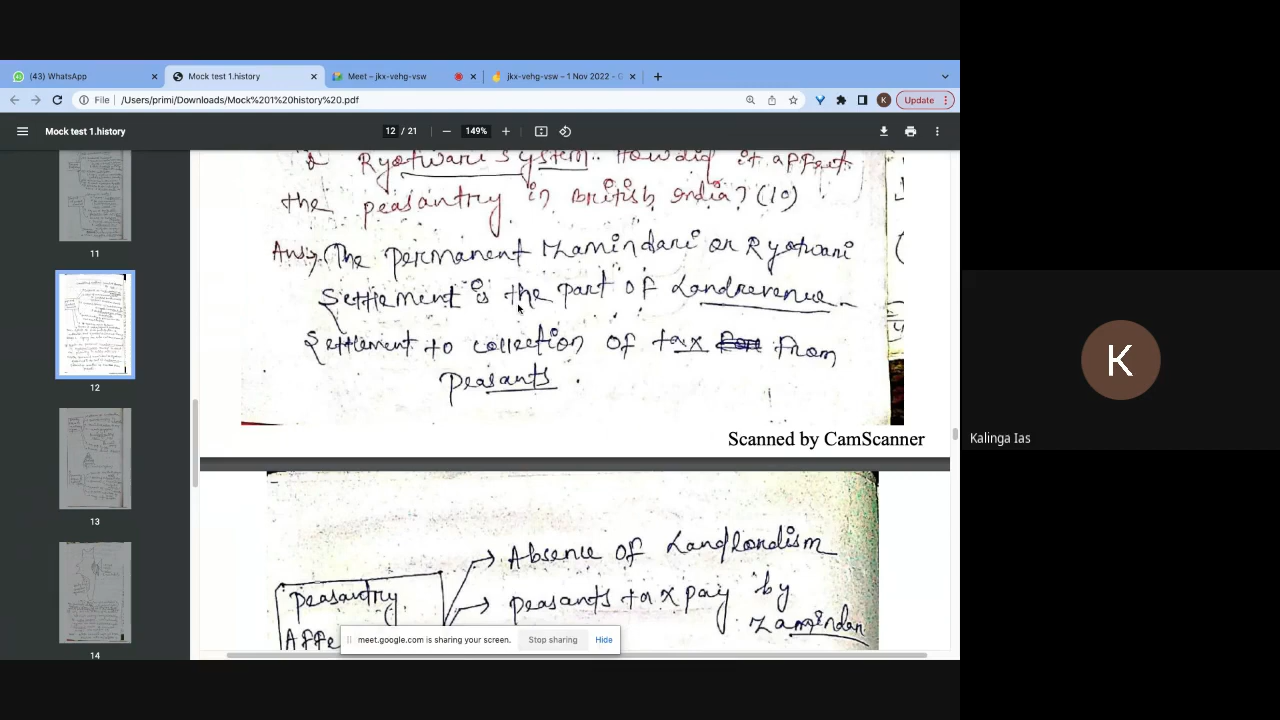 (43) WhatsApp
Mock test 1.history
Meet – jkx-vehg-vsw
jkx-vehg-vsw – 1 Nov 2022 - G
File /Users/primi/Downloads/Mock%201%20history%20.pdf
K
Update
Mock test 1.history
12 / 21
149%
Ryotwari system. How did it affect
the peasantry in British India? (10)
Ans). (The permanent Zamindari or Ryotwari
Settlement is the part of Landrevenue
Settlement to collection of tax from
peasants.
Scanned by CamScanner
Absence of Landlordism
peasants tax pay by
Zamindar
peasantry
Affe
meet.google.com is sharing your screen.
Stop sharing
Hide
11
12
13
14
K
Kalinga Ias